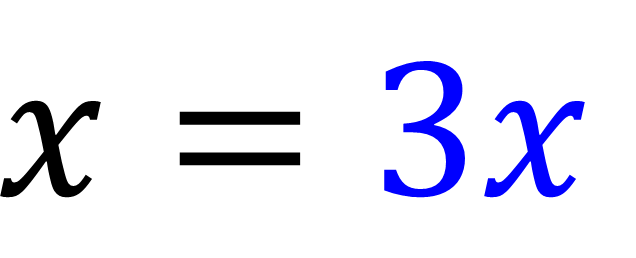 x = 3x